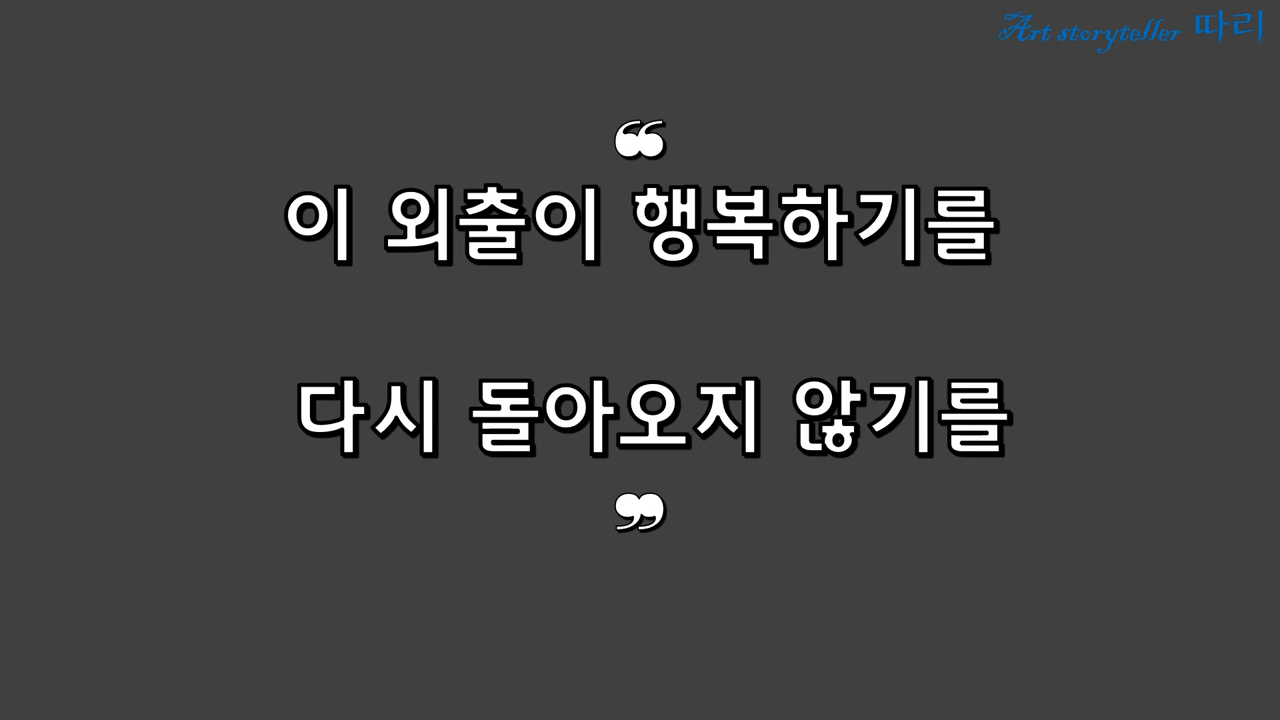 Art storyteller 따리
❝
이 외출이 행복하기를
다시 돌아오지 않기를
❞